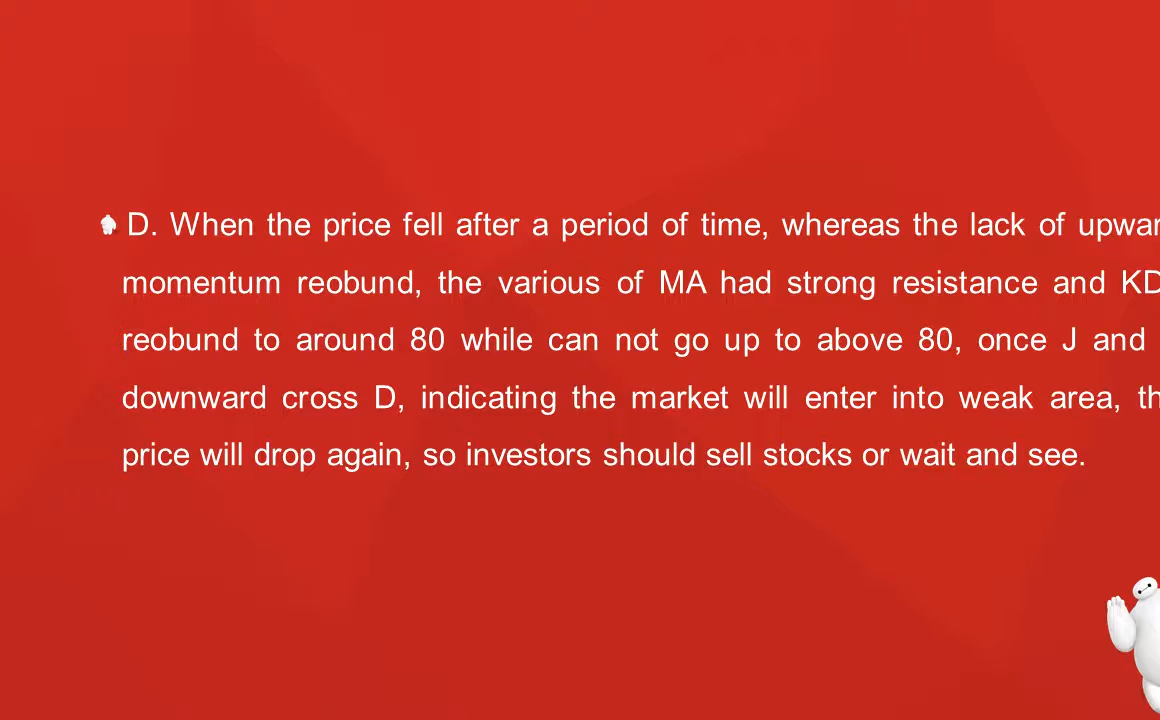 D. When the price fell after a period of time, whereas the lack of upwar
momentum reobund, the various of MA had strong resistance and KD
reobund to around 80 while can not go up to above 80, once J and
downward cross D, indicating the market will enter into weak area, th
price will drop again, so investors should sell stocks or wait and see.